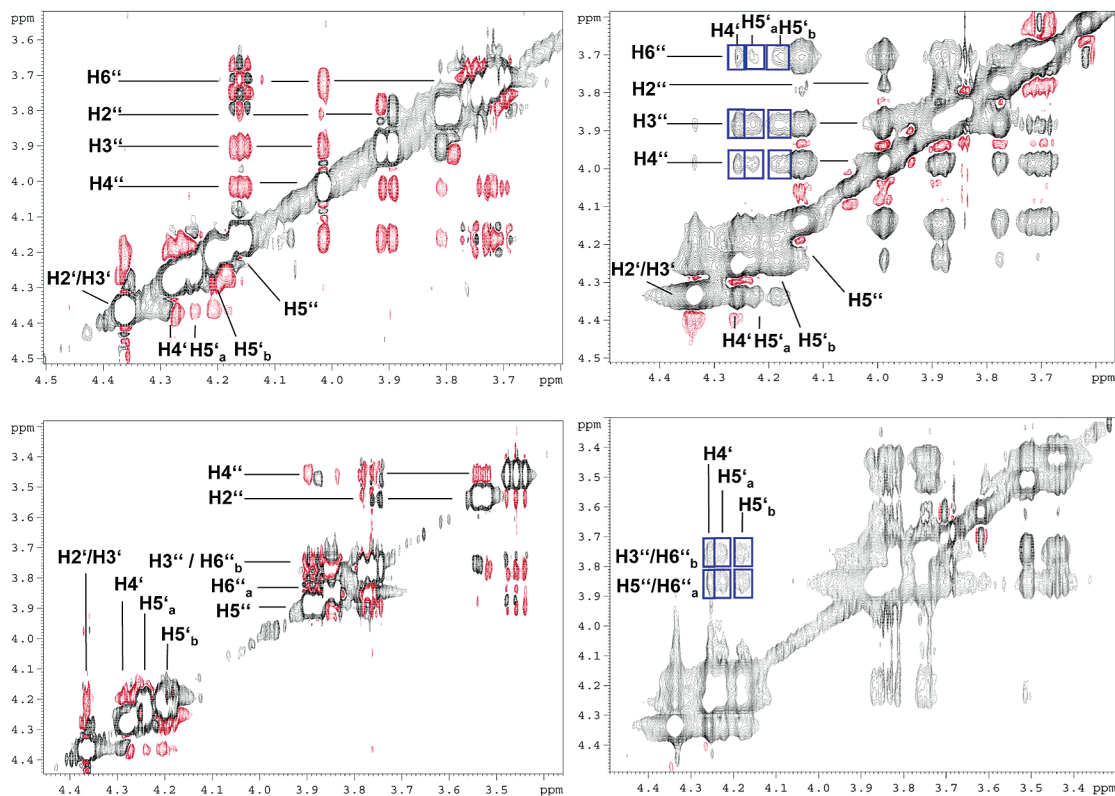 ppm
3.6
3.7
3.8
3.9
4.0
4.1
4.2
4.3
4.4
4.5
H6“
H2“
H3“
H4“
H2‘/H3‘
H5“
H4‘ H5‘a H5‘b
4.5 4.4 4.3 4.2 4.1 4.0 3.9 3.8 3.7 ppm
ppm
3.6
3.7
3.8
3.9
4.0
4.1
4.2
4.3
4.4
4.5
H4‘ H5‘a H5‘b
H6“
H2“
H3“
H4“
H2‘/H3‘
H5“
H4‘ H5‘a H5‘b
4.4 4.3 4.2 4.1 4.0 3.9 3.8 3.7 ppm
ppm
3.4
3.5
3.6
3.7
3.8
3.9
4.0
4.1
4.2
4.3
4.4
H4“
H2“
H2‘/H3‘
H3“ / H6“b
H4‘
H6“a
H5‘a
H5“
H5‘b
4.4 4.3 4.2 4.1 4.0 3.9 3.8 3.7 3.6 3.5 ppm
ppm
3.4
3.5
3.6
3.7
3.8
3.9
4.0
4.1
4.2
4.3
4.4
H4‘
H5‘a
H5‘b
H3“/H6“b
H5“/H6“a
4.4 4.3 4.2 4.1 4.0 3.9 3.8 3.7 3.6 3.5 3.4 ppm